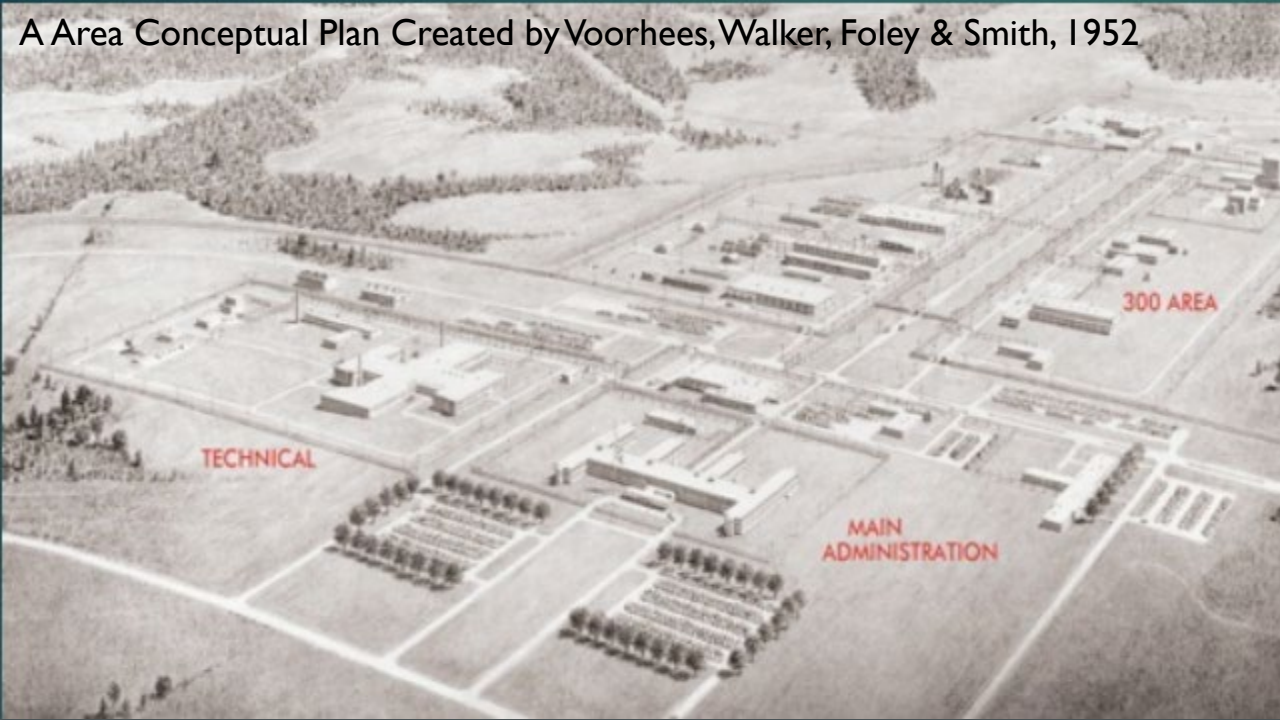 A Area Conceptual Plan Created by Voorhees, Walker, Foley & Smith, 1952
300 AREA
TECHNICAL
MAIN
ADMINISTRATION